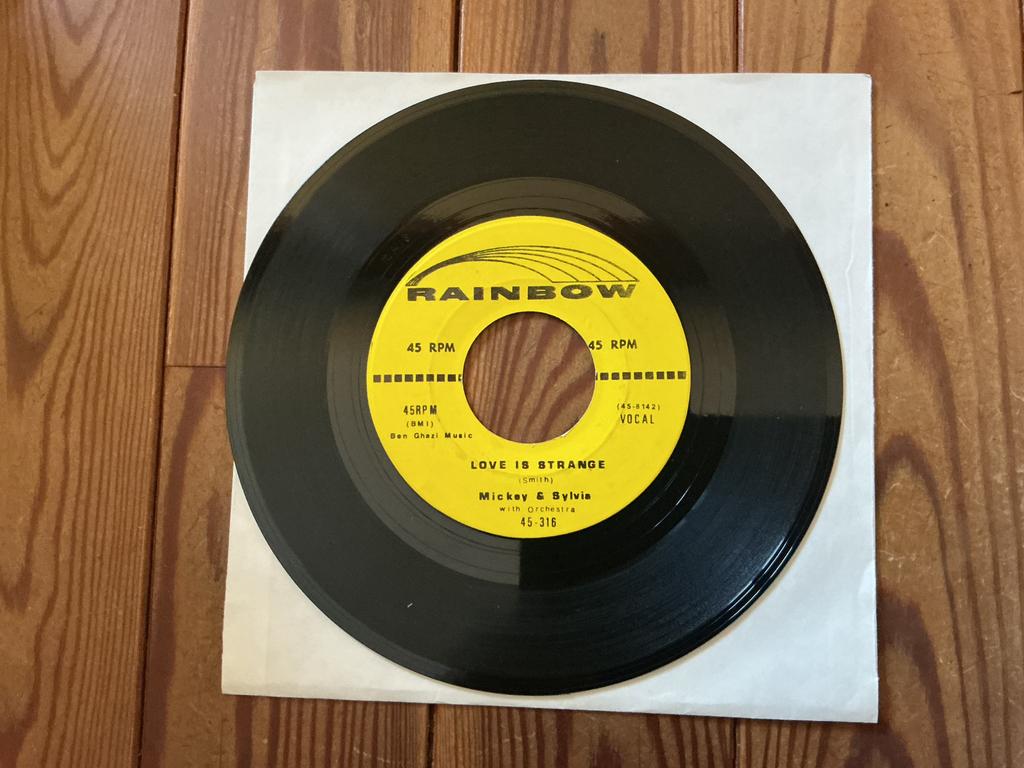 RAINBOW
45 RPM 45 RPM
45RPM (45-8142)
(BMI) VOCAL
Ben Ghazi Music
LOVE IS STRANGE
(Smith)
Mickey & Sylvia
with Orchestra
45-316